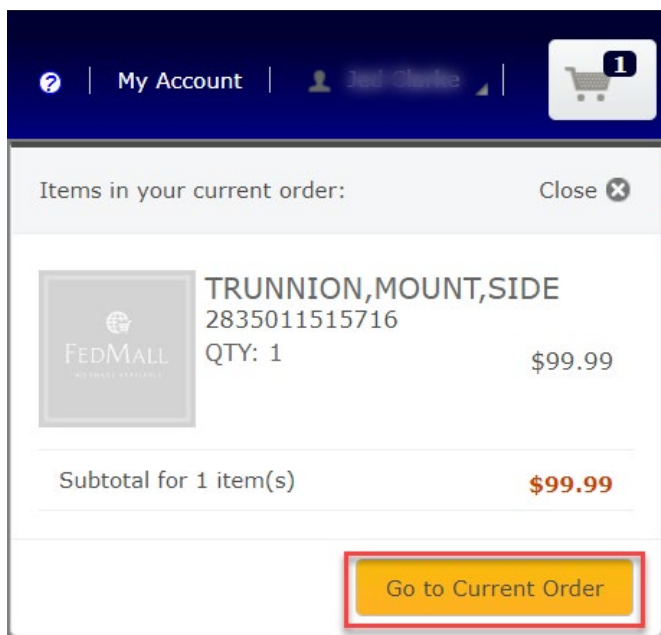 ?
My Account
1
Items in your current order:
Close
TRUNNION,MOUNT,SIDE
2835011515716
QTY: 1
$99.99
FEDMALL
Subtotal for 1 item(s)
$99.99
Go to Current Order